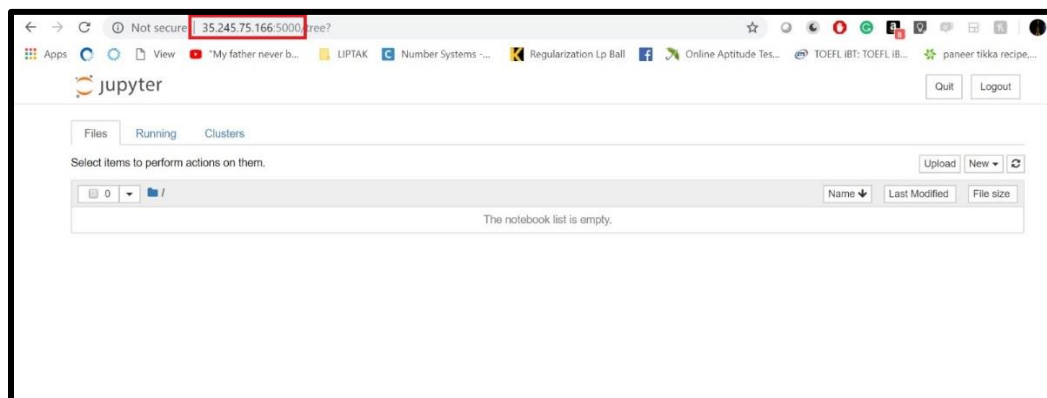 Not secure | 35.245.75.166:5000/tree?
Apps View "My father never b... LIPTAK Number Systems -... Regularization Lp Ball Online Aptitude Tes... TOEFL iBT: TOEFL iB... paneer tikka recipe,...
jupyter Quit Logout
Files Running Clusters
Select items to perform actions on them. Upload New
0 / Name Last Modified File size
The notebook list is empty.